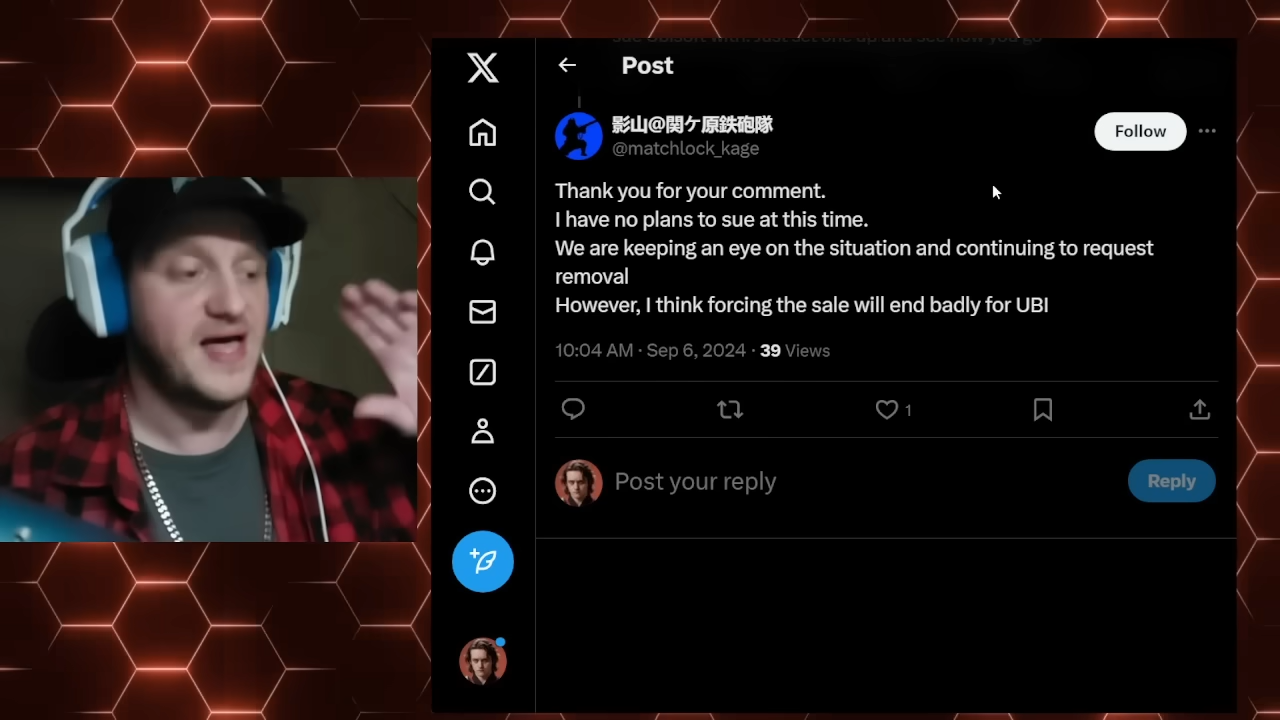 Post
影山@関ケ原鉄砲隊
@matchlock_kage
Follow
Thank you for your comment.
I have no plans to sue at this time.
We are keeping an eye on the situation and continuing to request
removal
However, I think forcing the sale will end badly for UBI
10:04 AM · Sep 6, 2024 · 39 Views
1
Post your reply
Reply